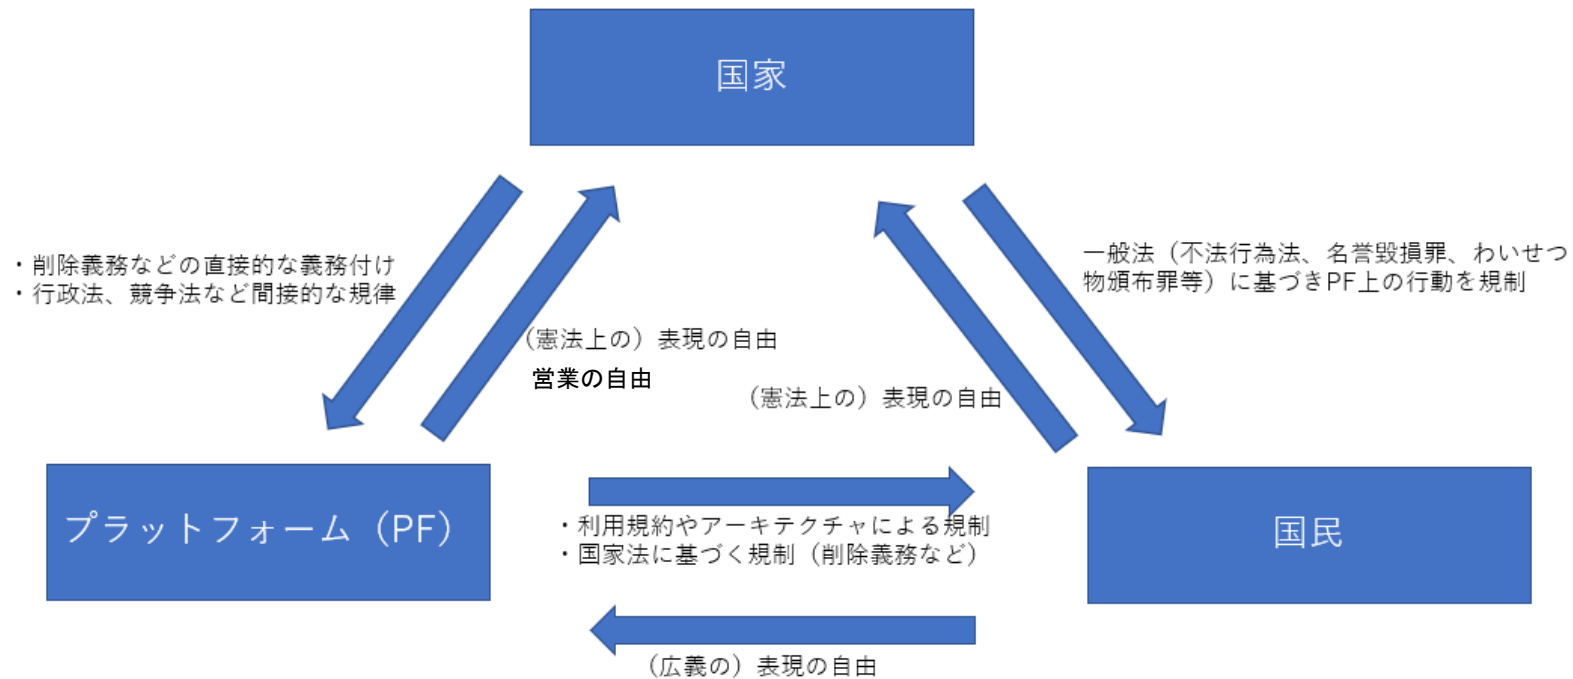 国家
・削除義務などの直接的な義務付け
・行政法、競争法など間接的な規律
一般法（不法行為法、名誉毀損罪、わいせつ
物頒布罪等）に基づきPF上の行動を規制
（憲法上の）表現の自由
営業の自由
（憲法上の）表現の自由
プラットフォーム（PF）
・利用規約やアーキテクチャによる規制
・国家法に基づく規制（削除義務など）
国民
（広義の）表現の自由